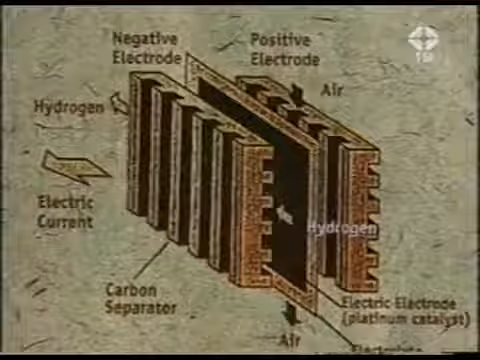 Negative
Electrode
Positive
Electrode
Air
Hydrogen
Electric
Current
Hydrogen
Carbon
Separator
Electric Electrode
(platinum catalyst)
Air